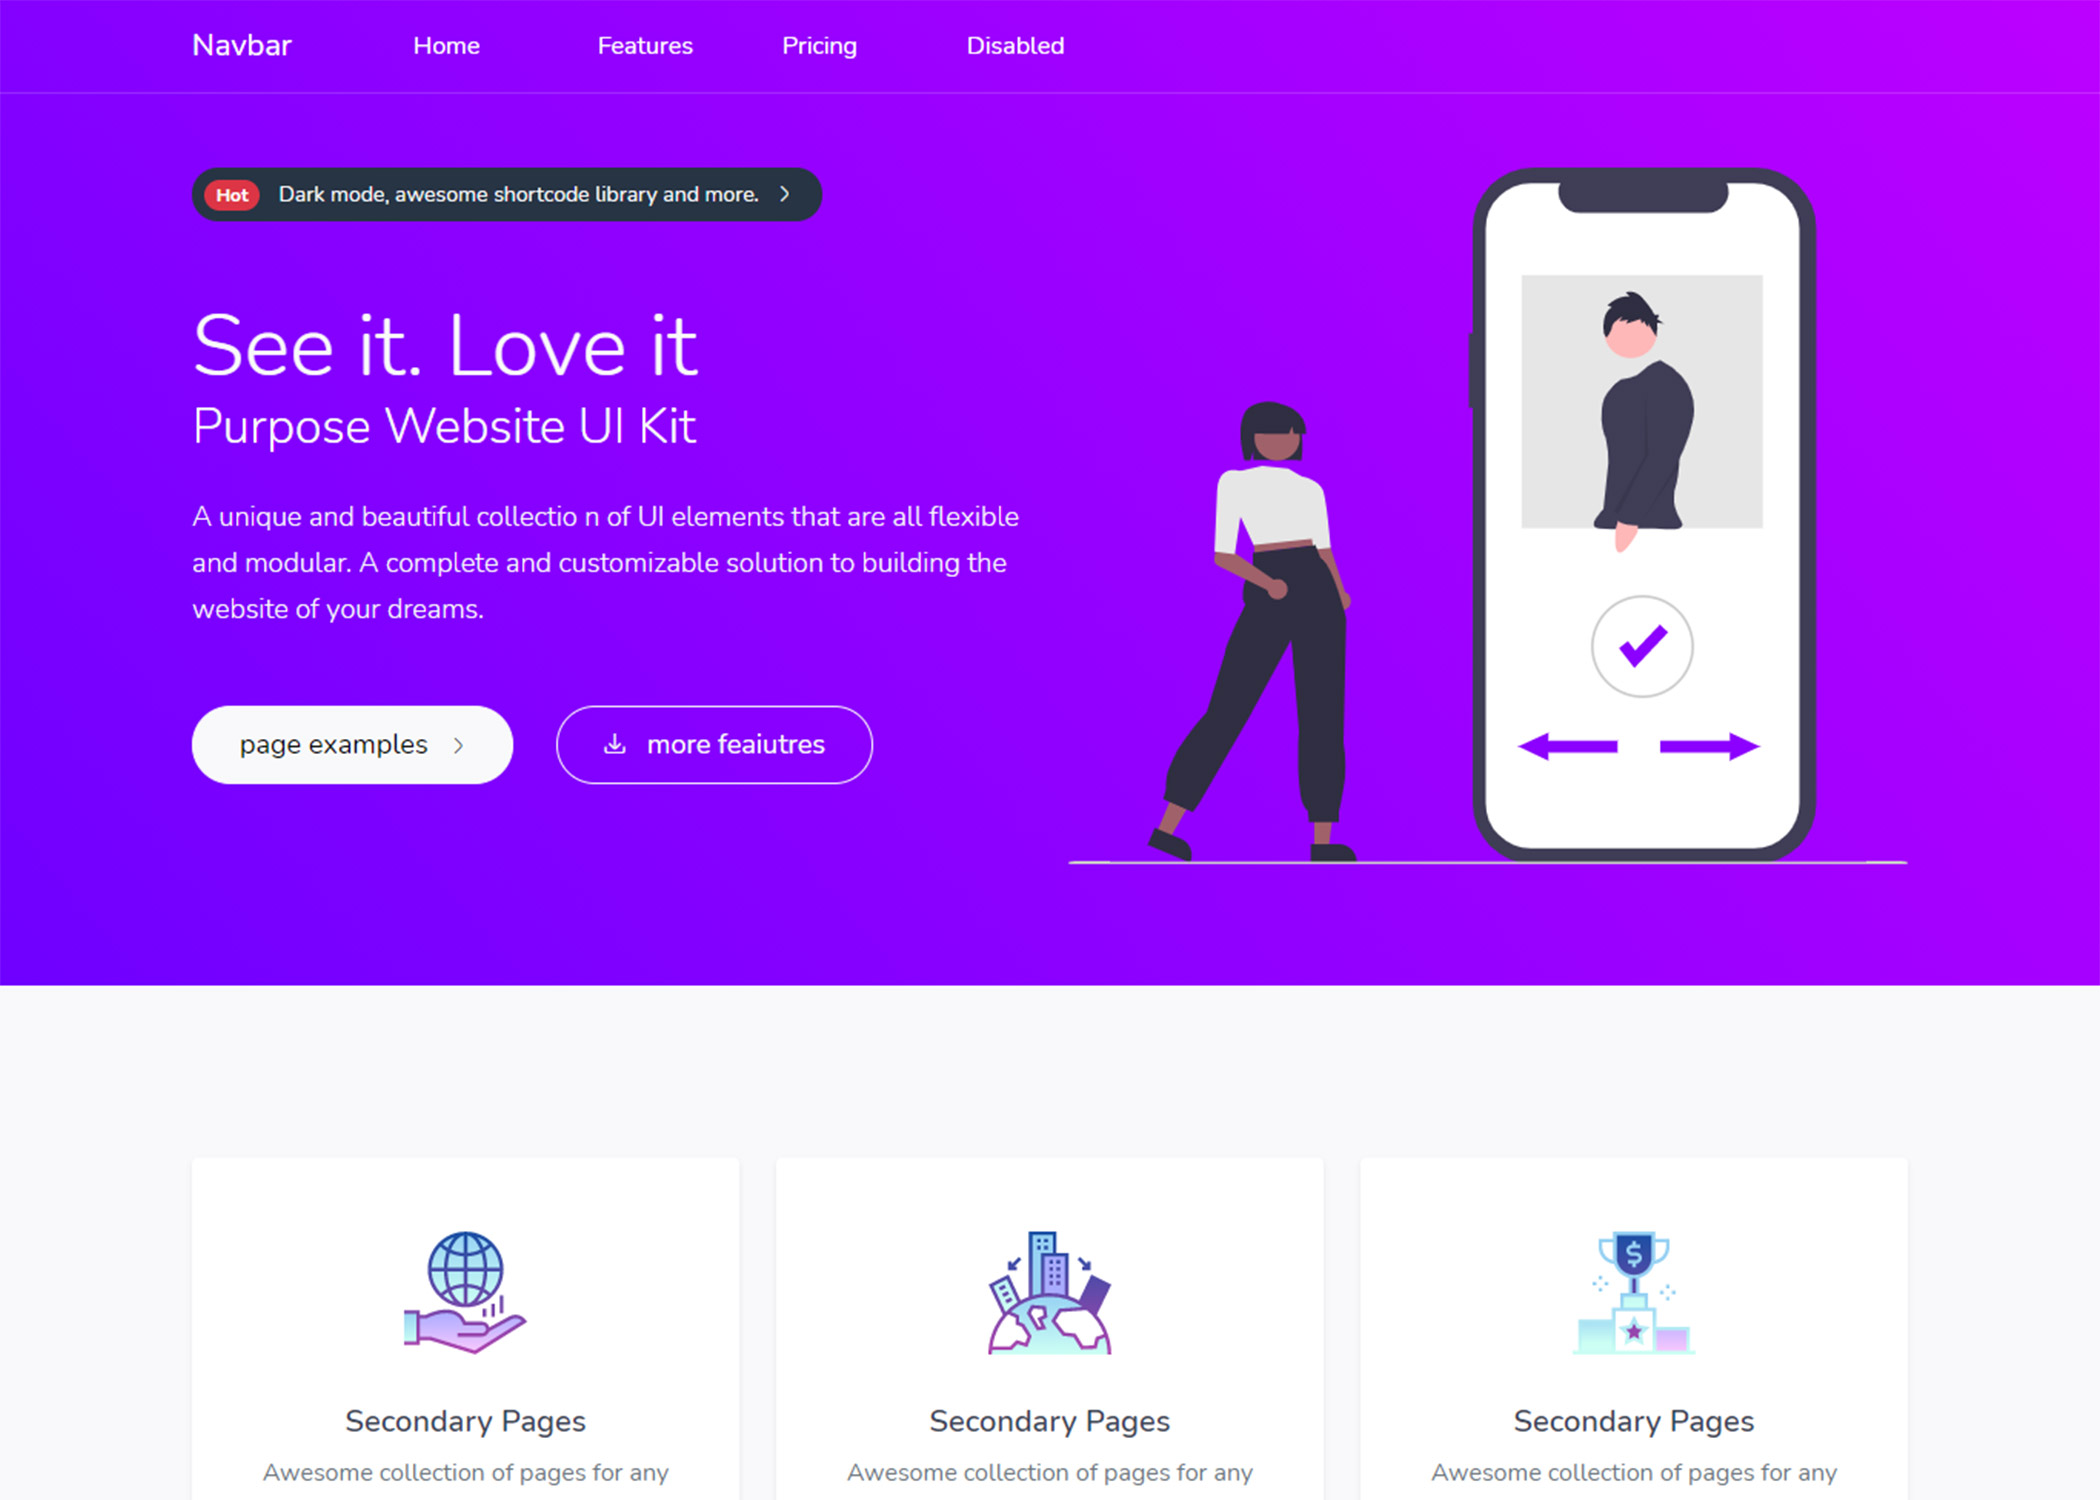 Navbar Home Features Pricing Disabled
Hot Dark mode, awesome shortcode library and more.
See it. Love it
Purpose Website UI Kit
A unique and beautiful collectio n of UI elements that are all flexible
and modular. A complete and customizable solution to building the
website of your dreams.
page examples more feaiutres
$
Secondary Pages Secondary Pages Secondary Pages
Awesome collection of pages for any Awesome collection of pages for any Awesome collection of pages for any